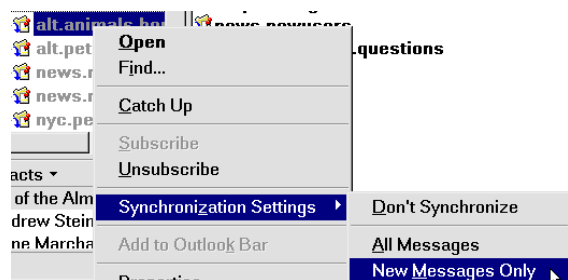 alt.animals
news.newusers
alt.pet
.questions
news.r
news.r
nyc.pe
Open
Find...
Catch Up
Subscribe
Unsubscribe
Synchronization Settings
Add to Outlook Bar
Properties
Don't Synchronize
All Messages
New Messages Only
acts
of the Alm
drew Stein
ne Marcha